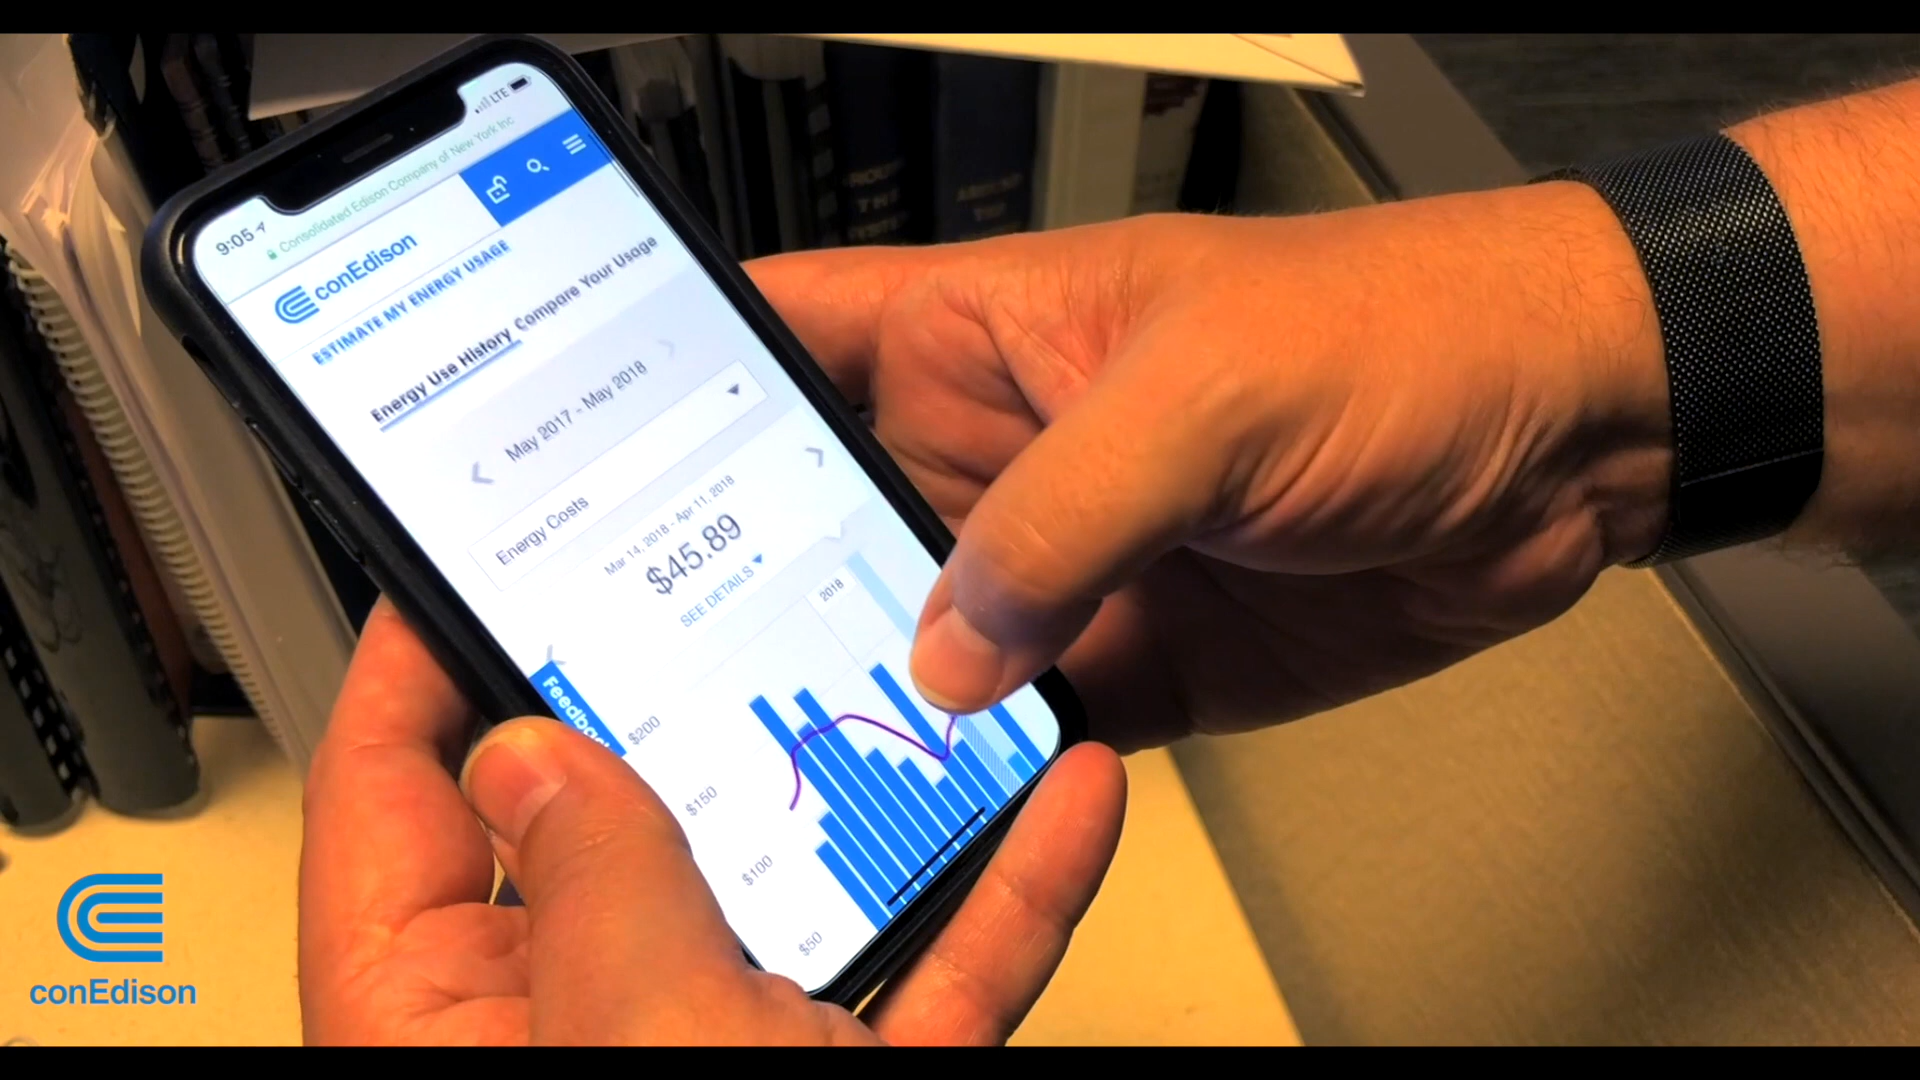 9:05
LTE
Consolidated Edison Company of New York Inc
conEdison
ESTIMATE MY ENERGY USAGE
Energy Use History Compare Your Usage
May 2017 - May 2018
Energy Costs
Mar 14, 2018 - Apr 11, 2018
$45.89
SEE DETAILS
2018
Feedbac
$200
$150
$100
$50
conEdison